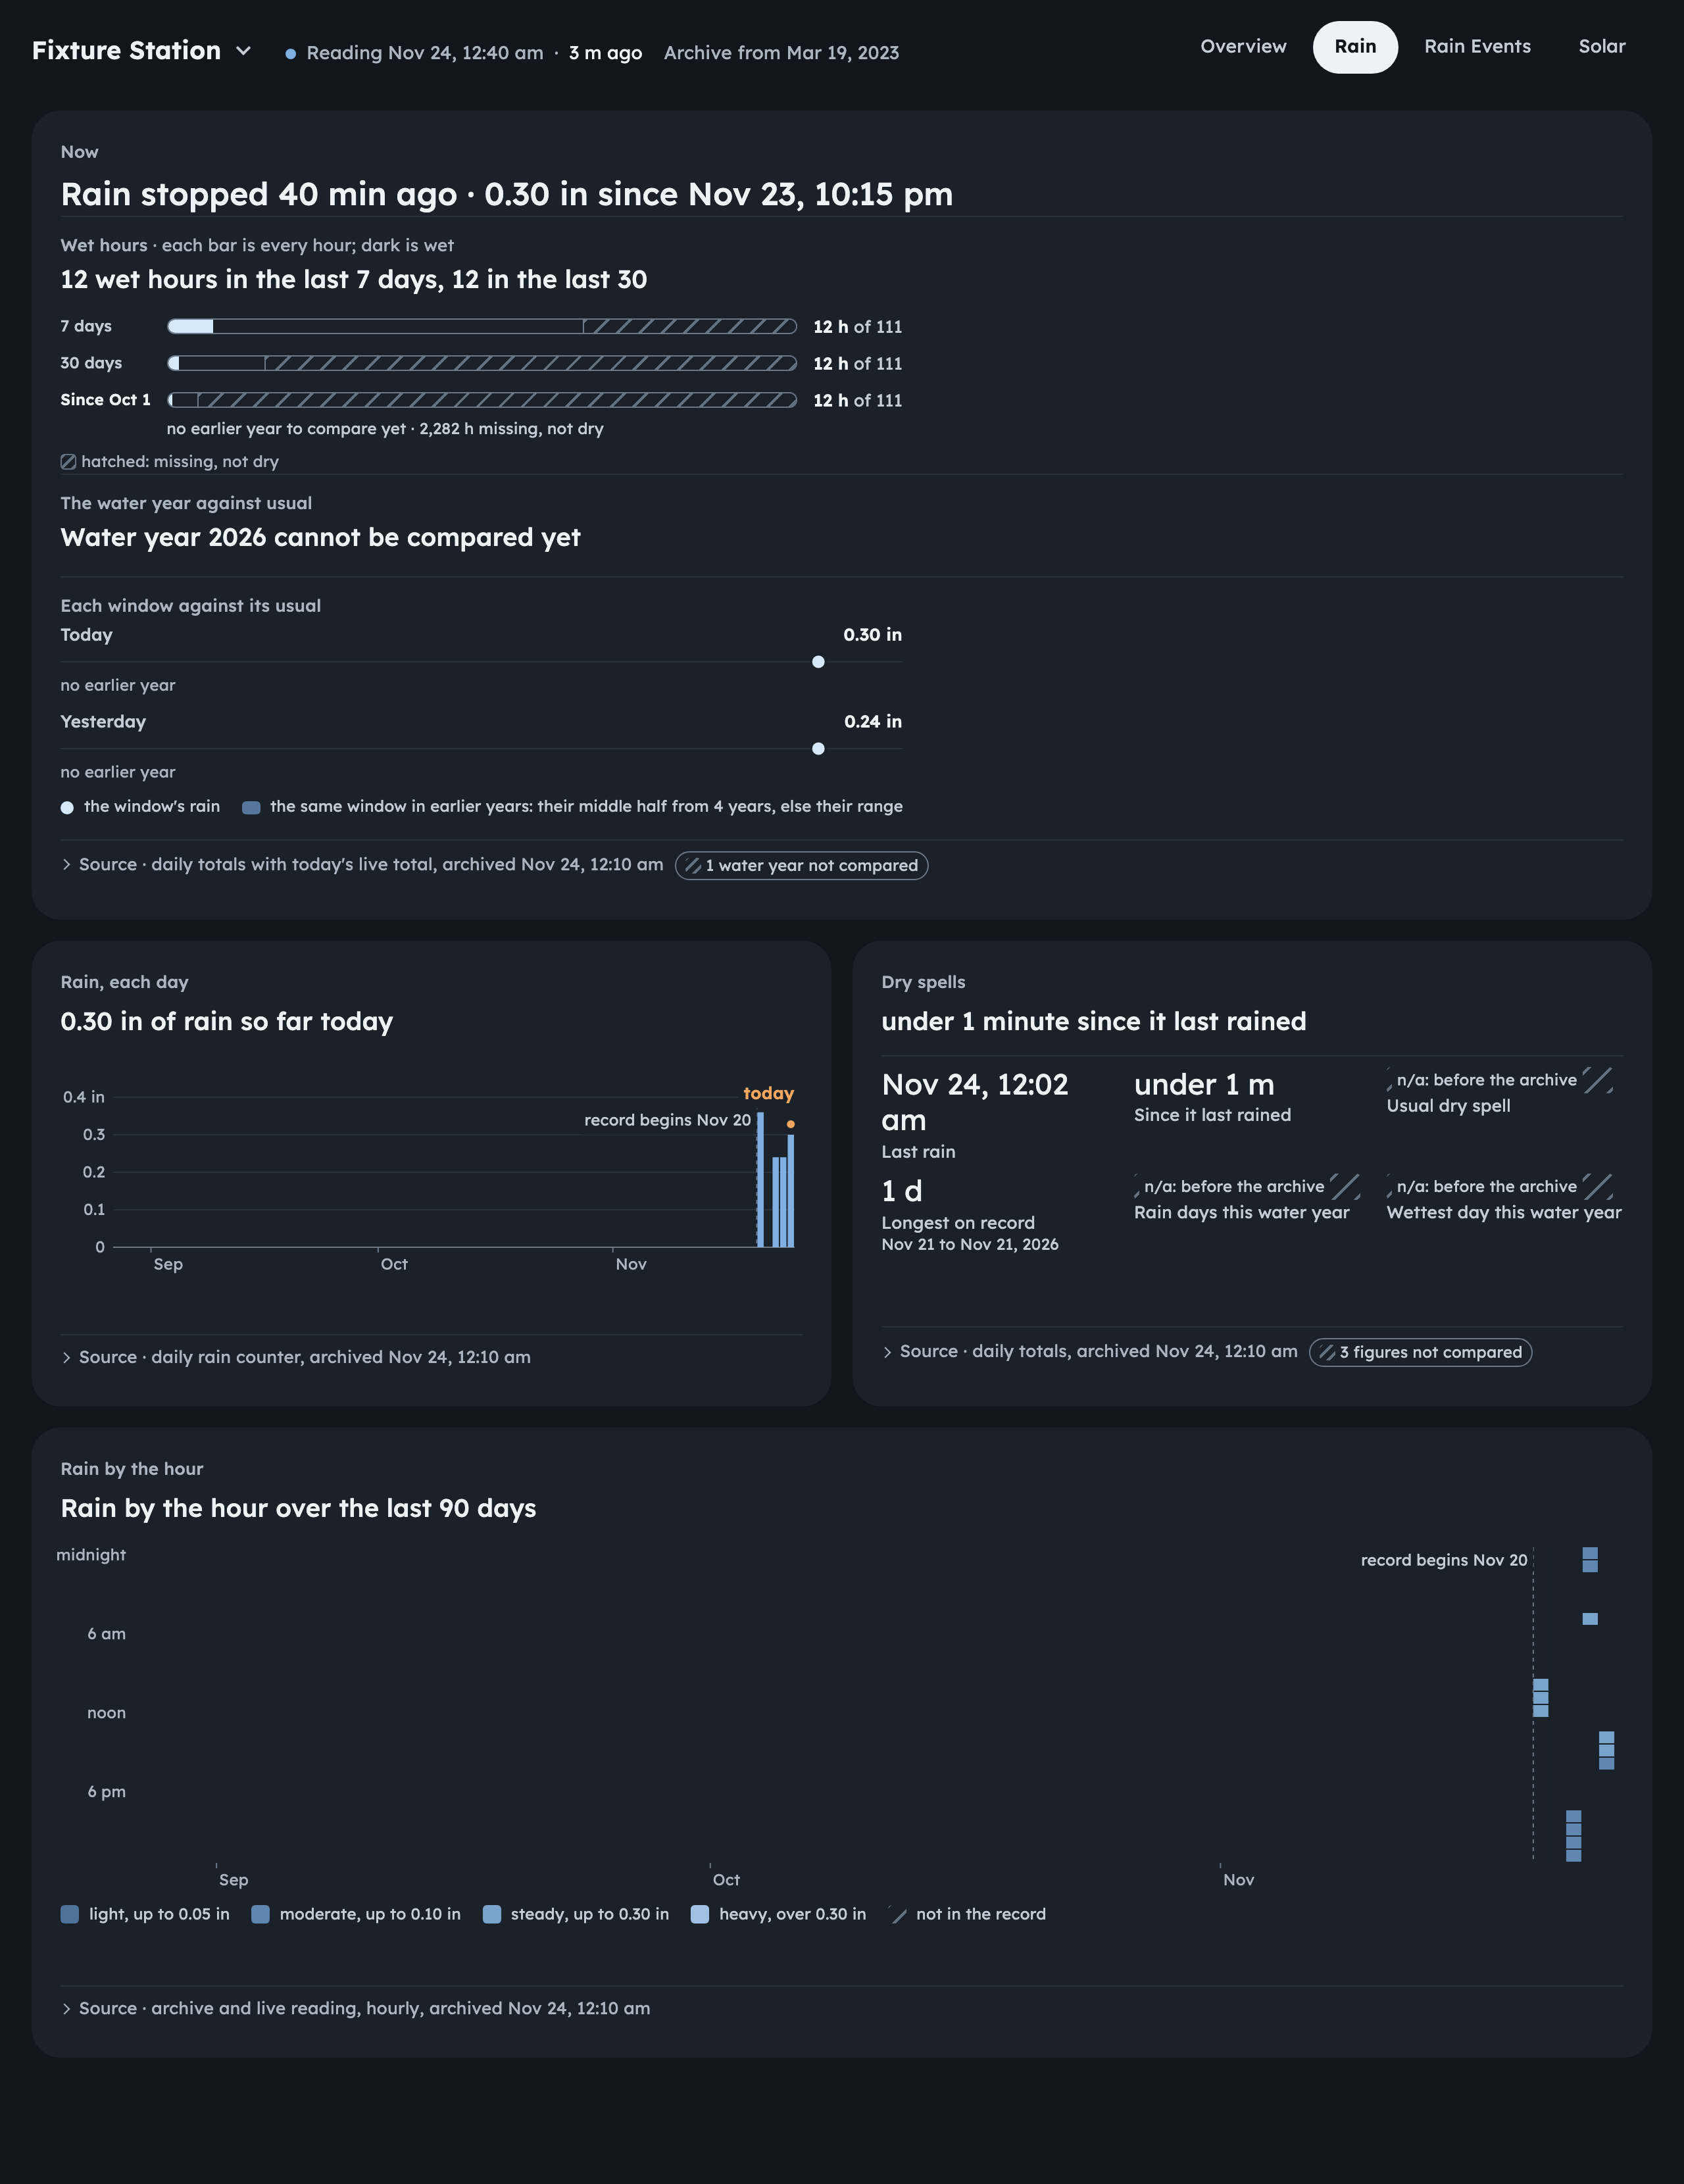 Fixture Station
Reading Nov 24, 12:40 am · 3 m ago
Archive from Mar 19, 2023
Overview
Rain
Rain Events
Solar
Now
Rain stopped 40 min ago · 0.30 in since Nov 23, 10:15 pm
Wet hours · each bar is every hour; dark is wet
12 wet hours in the last 7 days, 12 in the last 30
7 days
12 h of 111
30 days
12 h of 111
Since Oct 1
12 h of 111
no earlier year to compare yet · 2,282 h missing, not dry
hatched: missing, not dry
The water year against usual
Water year 2026 cannot be compared yet
Each window against its usual
Today
0.30 in
no earlier year
Yesterday
0.24 in
no earlier year
the window's rain
the same window in earlier years: their middle half from 4 years, else their range
Source · daily totals with today's live total, archived Nov 24, 12:10 am
1 water year not compared
Rain, each day
0.30 in of rain so far today
0.4 in
0.3
0.2
0.1
0
today
record begins Nov 20
Sep
Oct
Nov
Source · daily rain counter, archived Nov 24, 12:10 am
Dry spells
under 1 minute since it last rained
Nov 24, 12:02
am
Last rain
under 1 m
Since it last rained
n/a: before the archive
Usual dry spell
1 d
Longest on record
Nov 21 to Nov 21, 2026
n/a: before the archive
Rain days this water year
n/a: before the archive
Wettest day this water year
Source · daily totals, archived Nov 24, 12:10 am
3 figures not compared
Rain by the hour
Rain by the hour over the last 90 days
midnight
6 am
noon
6 pm
record begins Nov 20
Sep
Oct
Nov
light, up to 0.05 in
moderate, up to 0.10 in
steady, up to 0.30 in
heavy, over 0.30 in
not in the record
Source · archive and live reading, hourly, archived Nov 24, 12:10 am